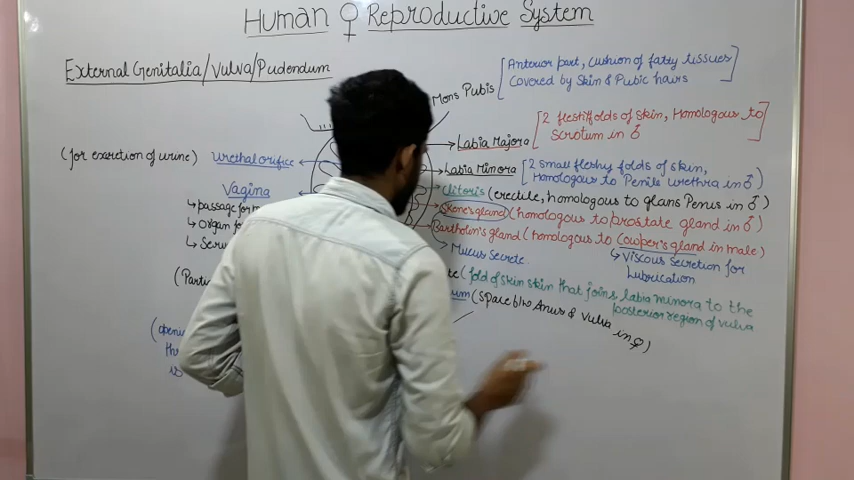 Human ♀ Reproductive System
External Genitalia/Vulva/Pudendum
Mons Pubis [Anterior part, cushion of fatty tissues
Covered by Skin & Pubic hairs]
Labia Majora [2 fleshy folds of skin, Homologous to
Scrotum in ♂]
(for excretion of urine) Urethral orifice
Labia Minora [2 small fleshy folds of skin,
Homologous to Penile urethra in ♂)
Vagina
Clitoris (erectile, homologous to glans Penis in ♂)
↳ passage for
Skene's gland (homologous to prostate gland in ♂)
↳ Organ
Bartholin's gland (homologous to Cowper's gland in male)
↳ Mucus Secrete
↳ Viscous Secretion for
Lubrication
(fold of skin skin that joins labia minora to the
posterior region of vulva
(Space b/w Anus & Vulva in ♀)